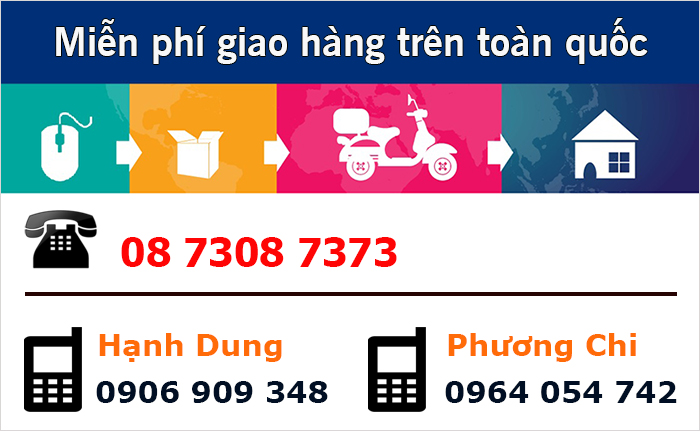 Miễn phí giao hàng trên toàn quốc
08 7308 7373
Hạnh Dung
0906 909 348
Phương Chi
0964 054 742